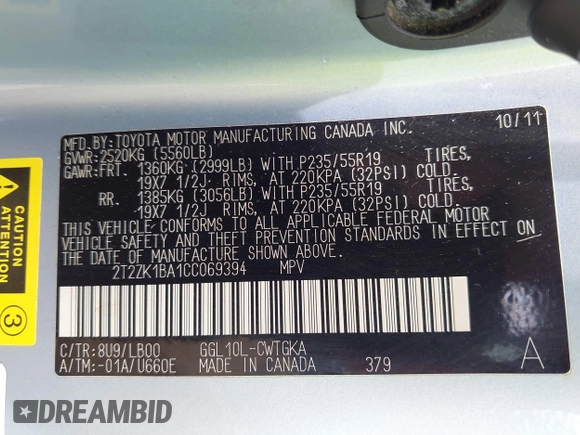 MFD.BY:TOYOTA MOTOR MANUFACTURING CANADA INC. 10/11
GVWR:2520KG (5560LB)
GAWR:FRT. 1360KG (2999LB) WITH P235/55R19 TIRES,
19X7 1/2J RIMS, AT 220KPA (32PSI) COLD.
RR. 1385KG (3056LB) WITH P235/55R19 TIRES,
19X7 1/2J RIMS, AT 220KPA (32PSI) COLD.
THIS VEHICLE CONFORMS TO ALL APPLICABLE FEDERAL MOTOR
VEHICLE SAFETY AND THEFT PREVENTION STANDARDS IN EFFECT ON
THE DATE OF MANUFACTURE SHOWN ABOVE.
2T2ZK1BA1CC069394 MPV
C/TR:8U9/LB00 GGL10L-CWTGKA A
A/TM:-01A/U660E MADE IN CANADA 379
CAUTION
ATTENTION
3
DREAMBID